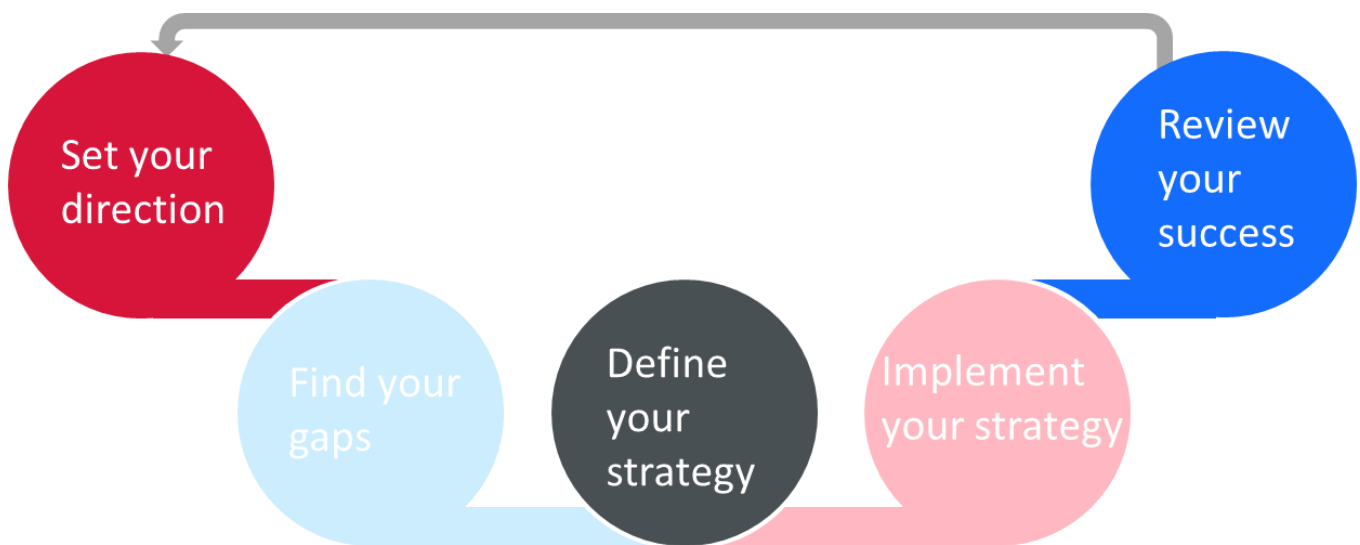 Set your
direction
Find your
gaps
Define
your
strategy
Implement
your strategy
Review
your
success